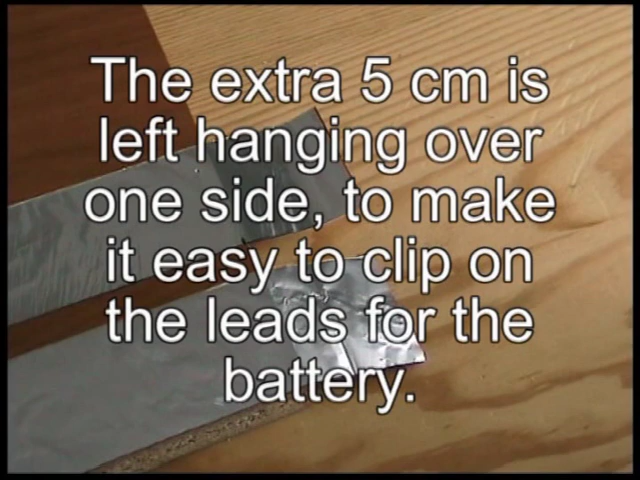 The extra 5 cm is
left hanging over
one side, to make
it easy to clip on
the leads for the
battery.